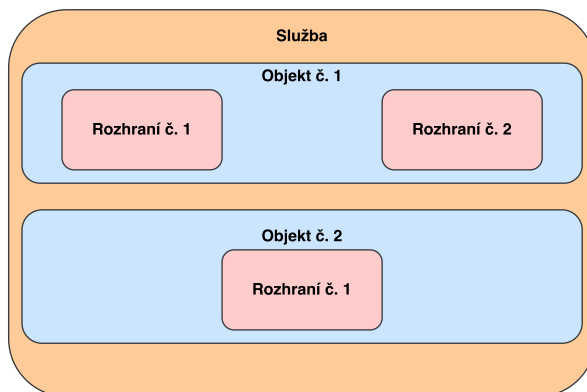 Služba
Objekt č. 1
Rozhraní č. 1
Rozhraní č. 2
Objekt č. 2
Rozhraní č. 1